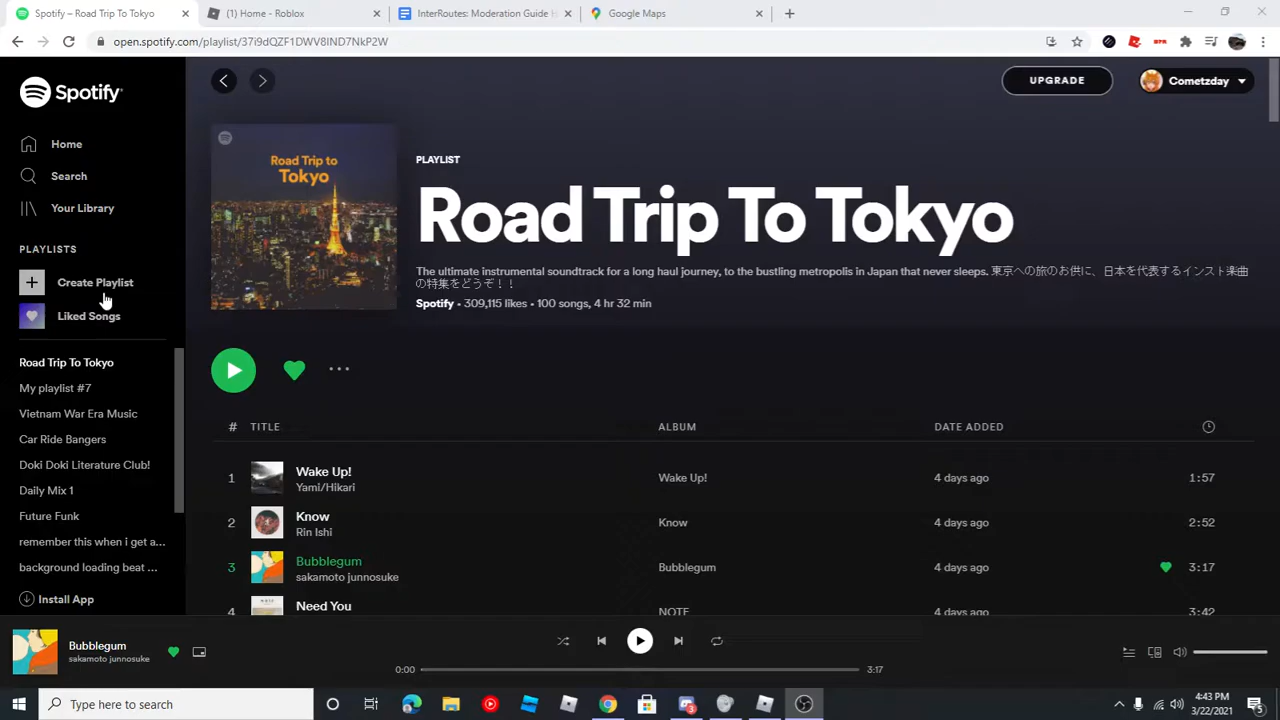 Spotify – Road Trip To Tokyo
(1) Home - Roblox
InterRoutes: Moderation Guide H
Google Maps
open.spotify.com/playlist/37i9dQZF1DWV8IND7NkP2W
Spotify
UPGRADE
Cometzday
Home
Search
Your Library
PLAYLISTS
Create Playlist
Liked Songs
Road Trip To Tokyo
My playlist #7
Vietnam War Era Music
Car Ride Bangers
Doki Doki Literature Club!
Daily Mix 1
Future Funk
remember this when i get a...
background loading beat ...
Install App
Road Trip to
Tokyo
PLAYLIST
Road Trip To Tokyo
The ultimate instrumental soundtrack for a long haul journey, to the bustling metropolis in Japan that never sleeps. 東京への旅のお供に、日本を代表するインスト楽曲
の特集をどうぞ！！
Spotify • 309,115 likes • 100 songs, 4 hr 32 min
# TITLE ALBUM DATE ADDED
1 Wake Up! Wake Up! 4 days ago 1:57
Yami/Hikari
2 Know Know 4 days ago 2:52
Rin Ishi
3 Bubblegum Bubblegum 4 days ago 3:17
sakamoto junnosuke
4 Need You NOTE 4 days ago 3:42
Bubblegum
sakamoto junnosuke
0:00 3:17
Type here to search
3
4:43 PM
3/22/2021
5